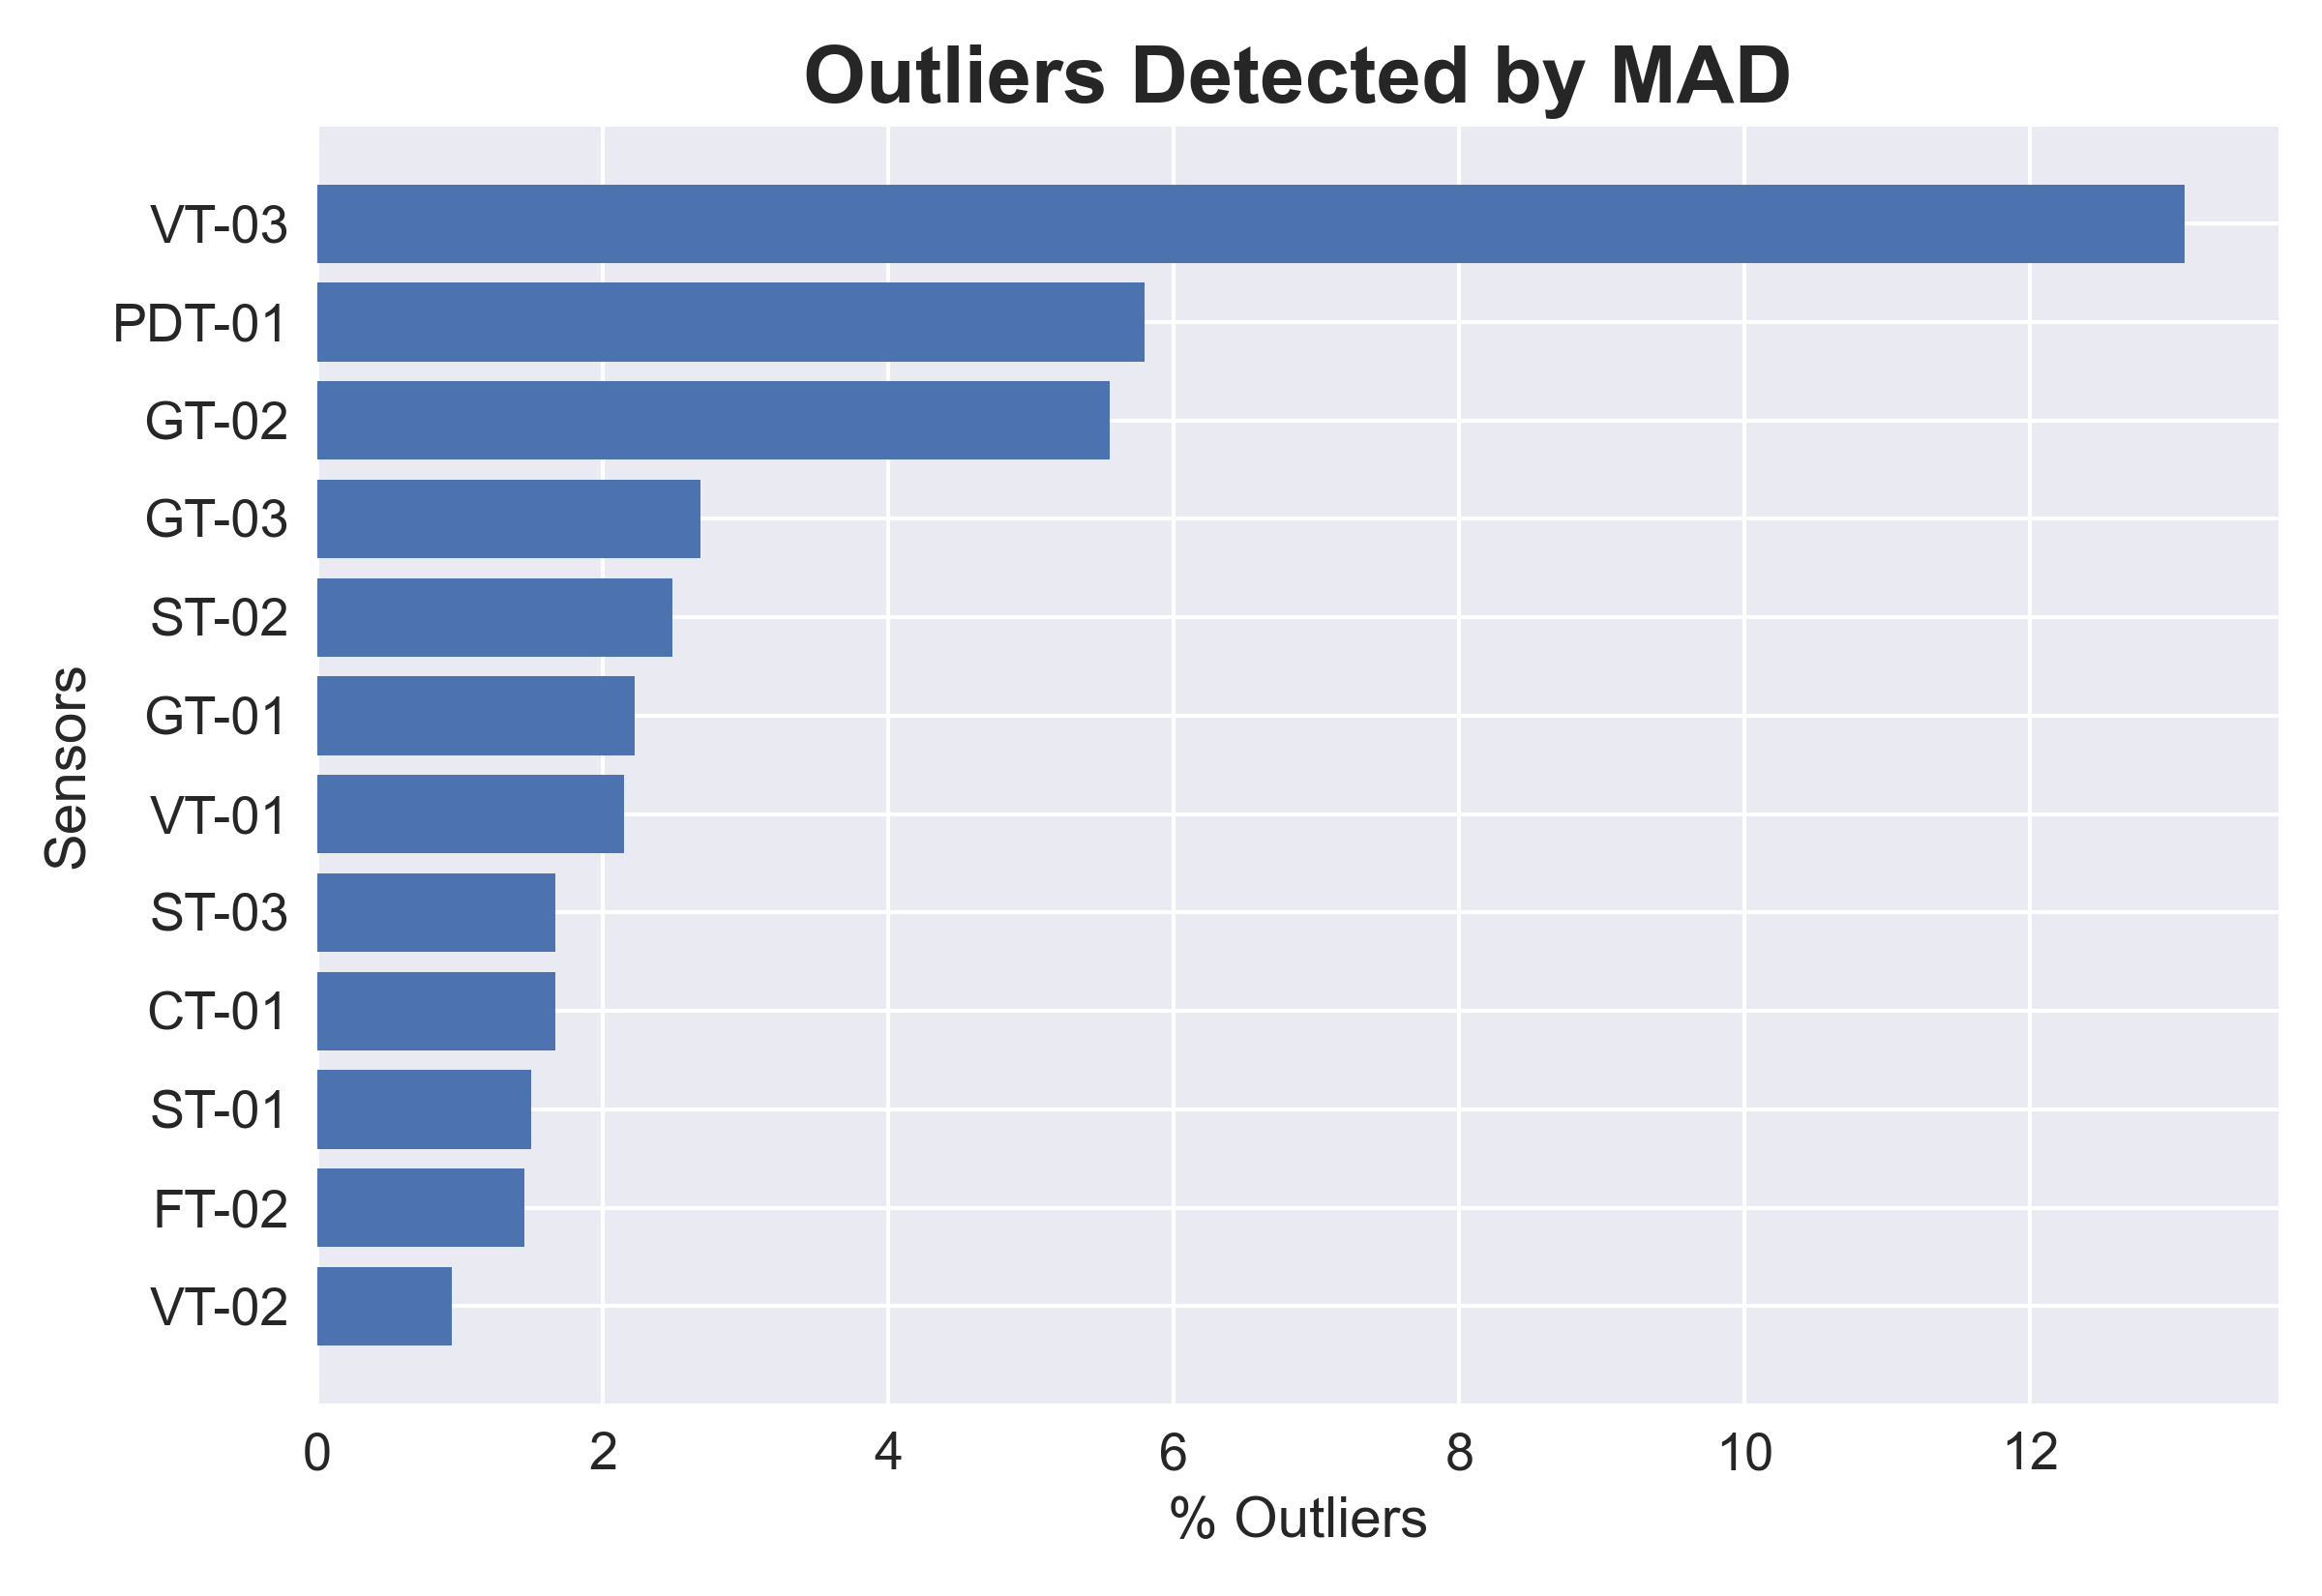 Outliers Detected by MAD
VT-03
PDT-01
GT-02
GT-03
ST-02
GT-01
VT-01
ST-03
CT-01
ST-01
FT-02
VT-02
Sensors
0 2 4 6 8 10 12
% Outliers